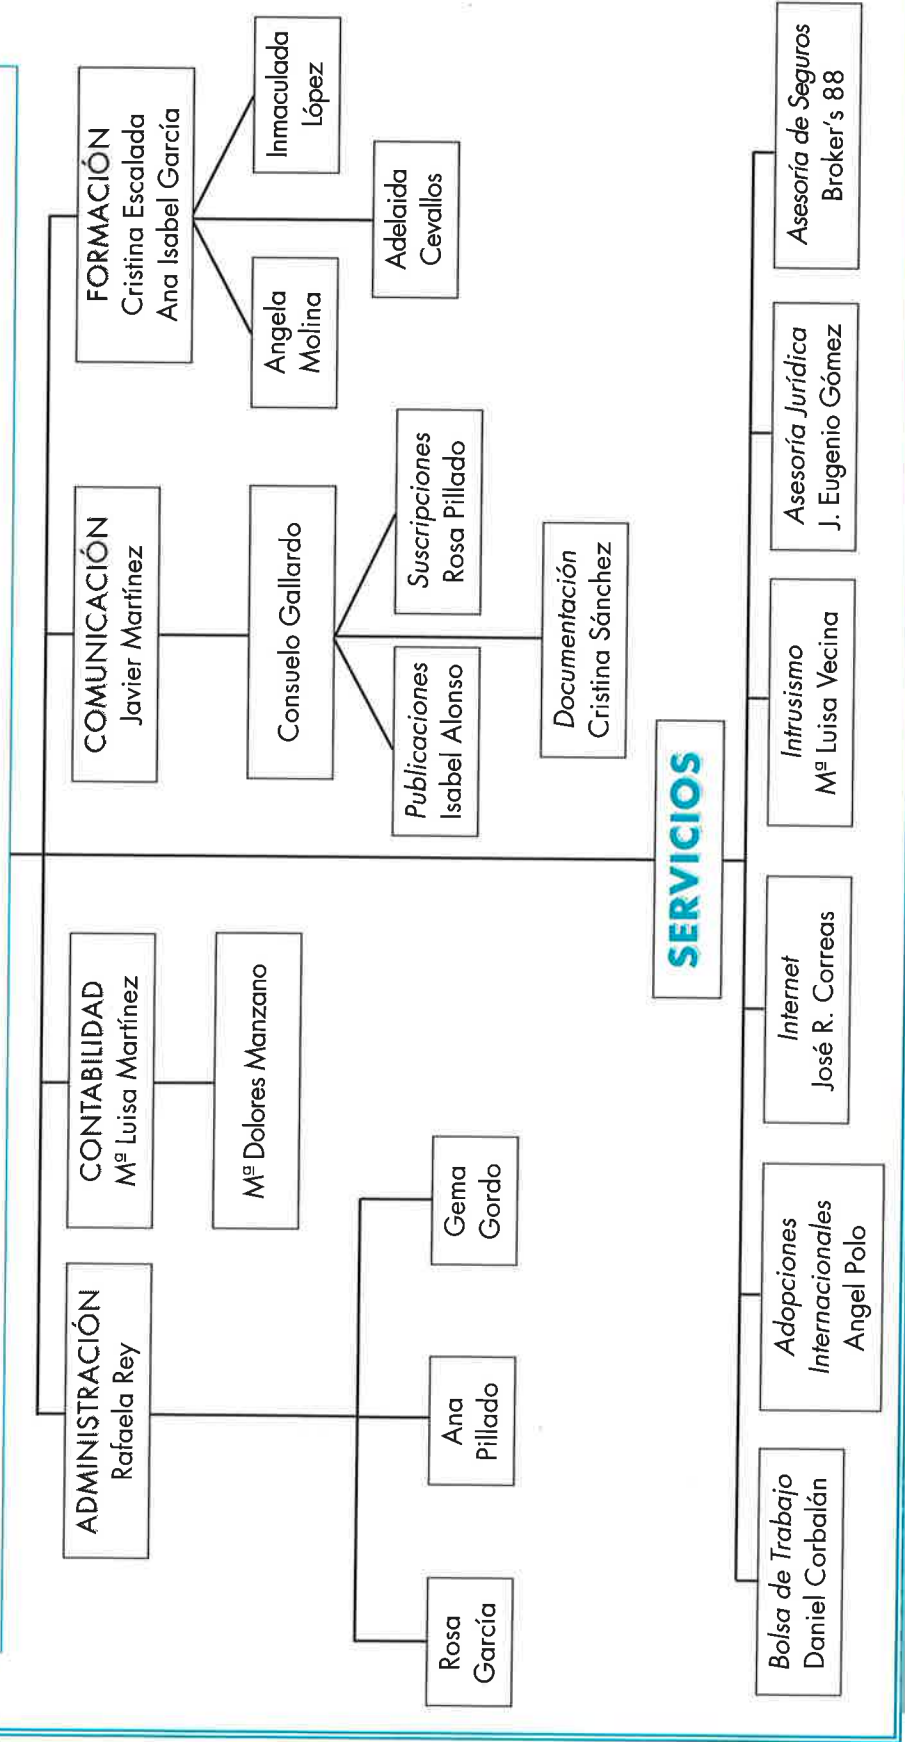 ADMINISTRACIÓN
Rafaela Rey
CONTABILIDAD
Mª Luisa Martínez
COMUNICACIÓN
Javier Martínez
FORMACIÓN
Cristina Escalada
Ana Isabel García
Mª Dolores Manzano
Consuelo Gallardo
Angela
Molina
Inmaculada
López
Adelaida
Cevallos
Rosa
García
Ana
Pillado
Gema
Gordo
Publicaciones
Isabel Alonso
Suscripciones
Rosa Pillado
Documentación
Cristina Sánchez
SERVICIOS
Bolsa de Trabajo
Daniel Corbalán
Adopciones
Internacionales
Angel Polo
Internet
José R. Correas
Intrusismo
Mª Luisa Vecina
Asesoría Jurídica
J. Eugenio Gómez
Asesoría de Seguros
Broker's 88